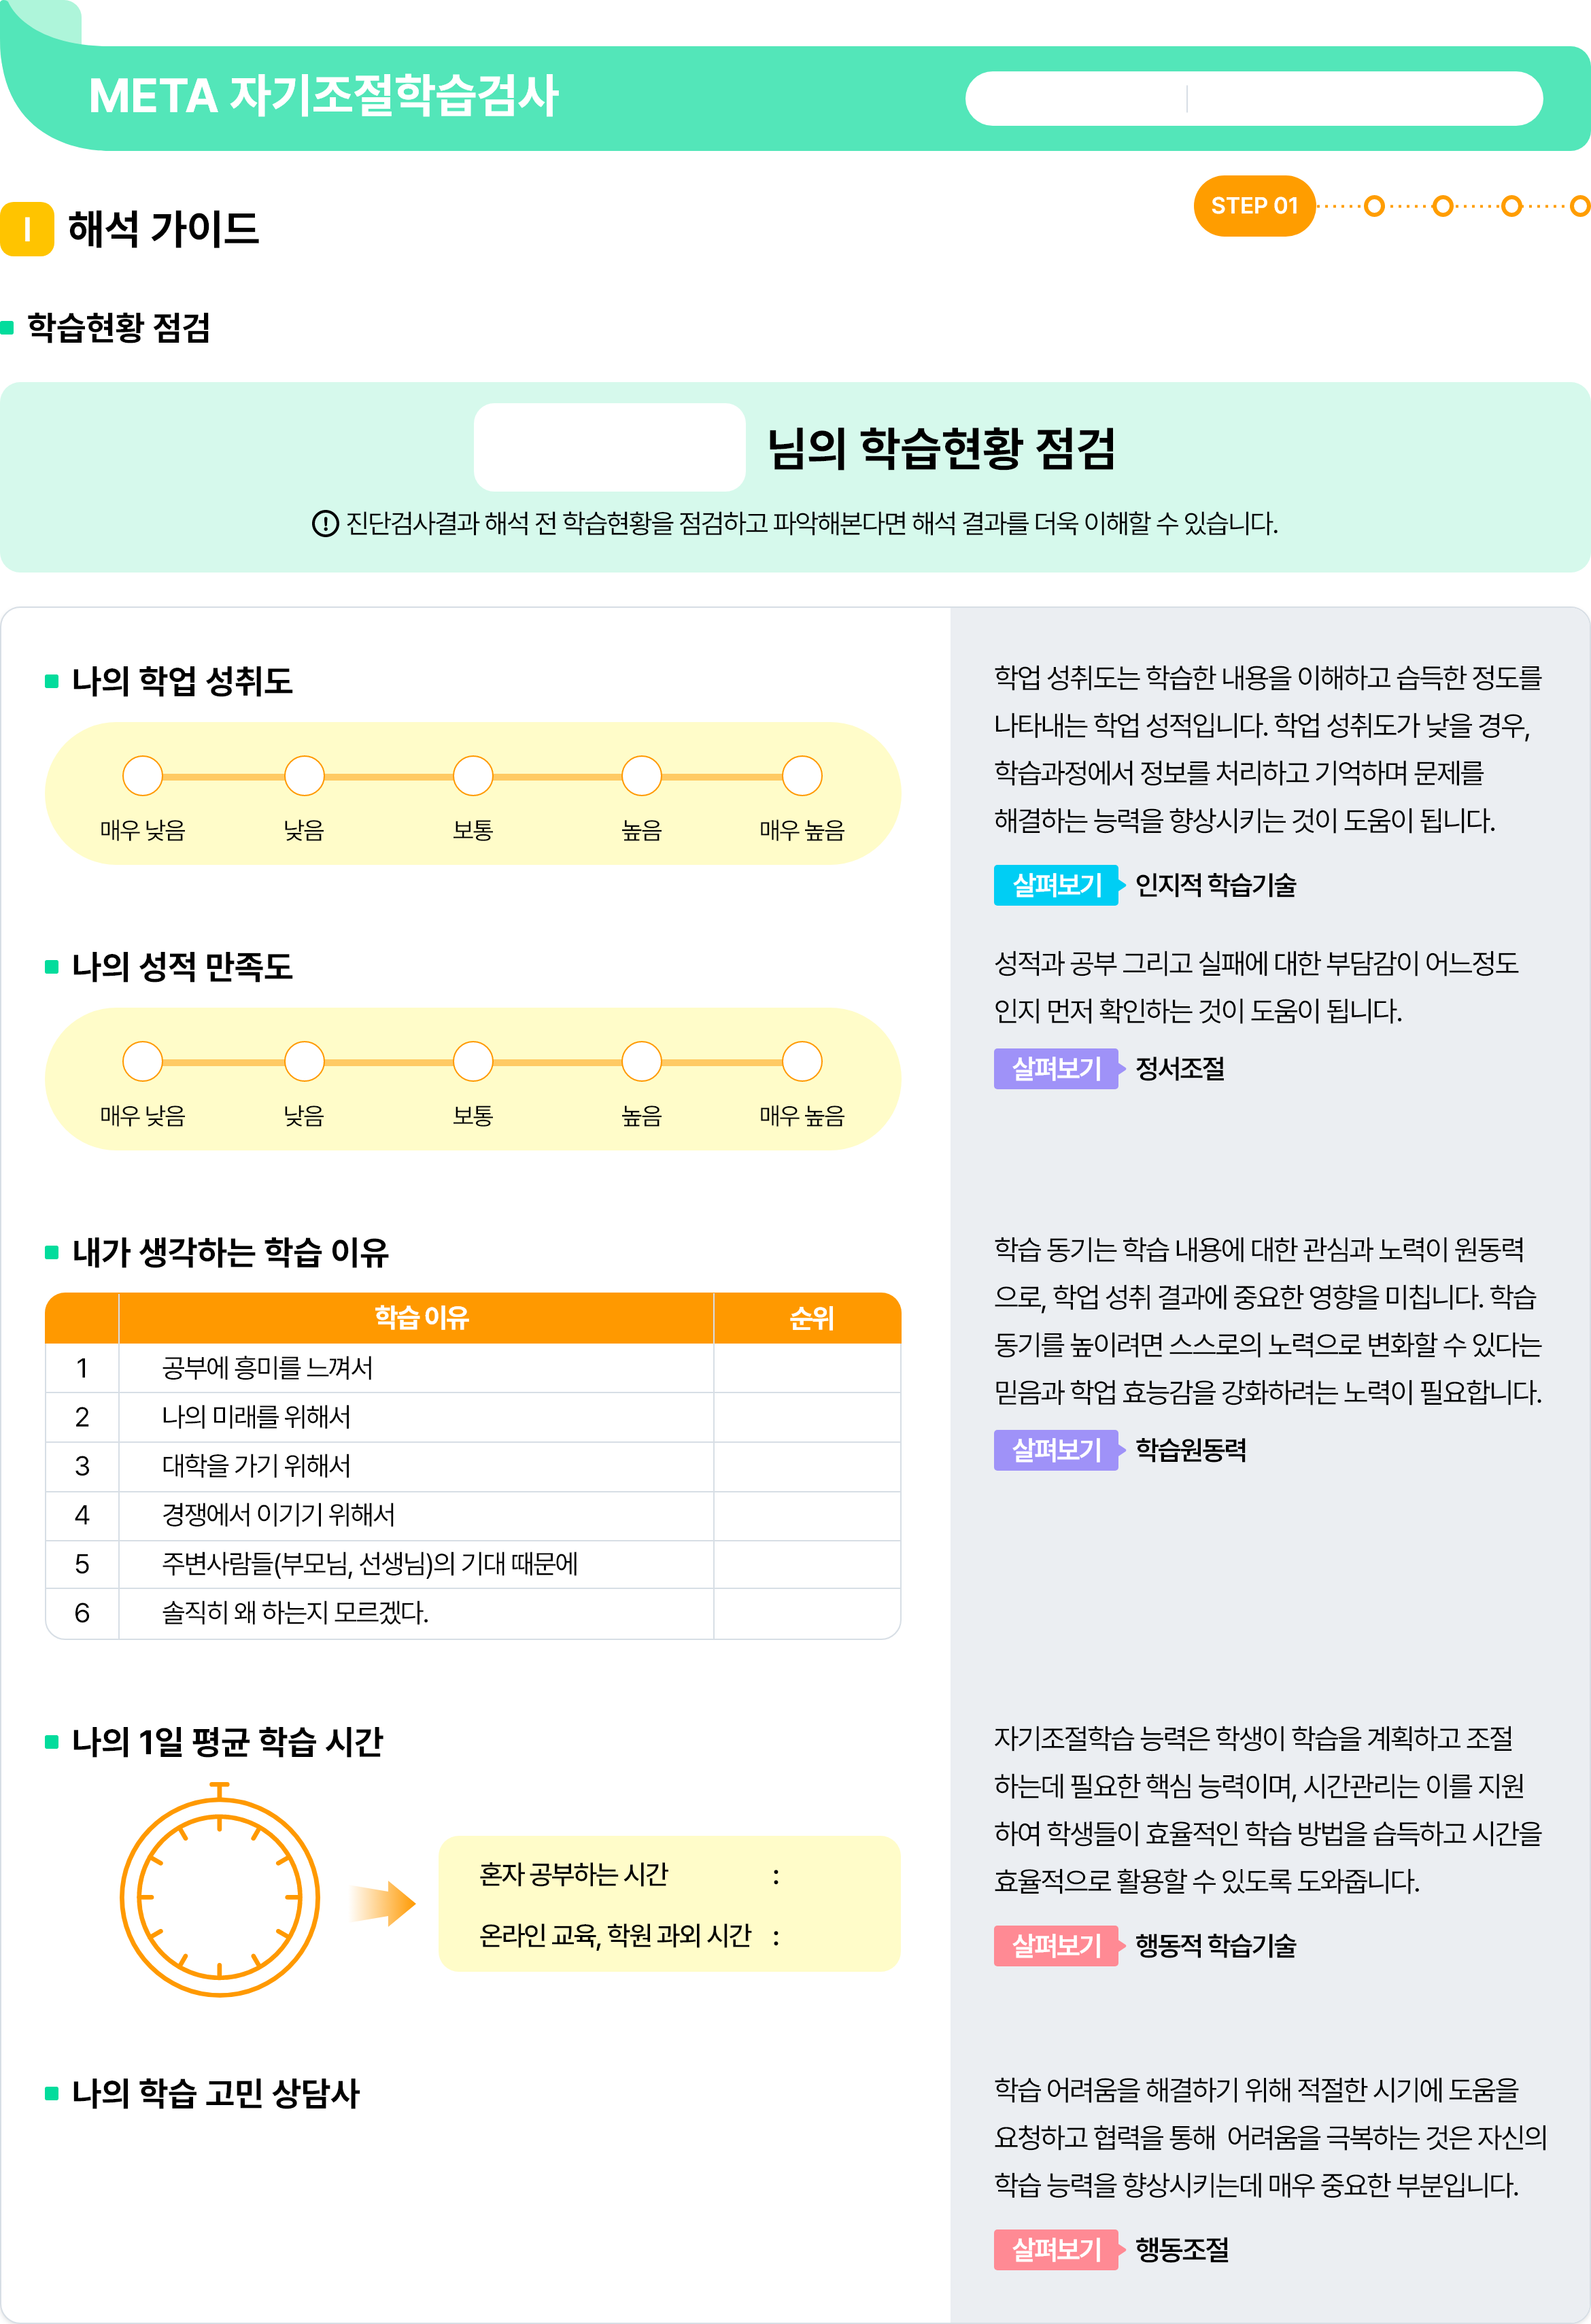 META 자기조절학습검사
STEP 01
I 해석 가이드
학습현황 점검
님의 학습현황 점검
진단검사결과 해석 전 학습현황을 점검하고 파악해본다면 해석 결과를 더욱 이해할 수 있습니다.
나의 학업 성취도
매우 낮음 낮음 보통 높음 매우 높음
학업 성취도는 학습한 내용을 이해하고 습득한 정도를
나타내는 학업 성적입니다. 학업 성취도가 낮을 경우,
학습과정에서 정보를 처리하고 기억하며 문제를
해결하는 능력을 향상시키는 것이 도움이 됩니다.
살펴보기 인지적 학습기술
나의 성적 만족도
매우 낮음 낮음 보통 높음 매우 높음
성적과 공부 그리고 실패에 대한 부담감이 어느정도
인지 먼저 확인하는 것이 도움이 됩니다.
살펴보기 정서조절
내가 생각하는 학습 이유
학습 이유 순위
1 공부에 흥미를 느껴서
2 나의 미래를 위해서
3 대학을 가기 위해서
4 경쟁에서 이기기 위해서
5 주변사람들(부모님, 선생님)의 기대 때문에
6 솔직히 왜 하는지 모르겠다.
학습 동기는 학습 내용에 대한 관심과 노력이 원동력
으로, 학업 성취 결과에 중요한 영향을 미칩니다. 학습
동기를 높이려면 스스로의 노력으로 변화할 수 있다는
믿음과 학업 효능감을 강화하려는 노력이 필요합니다.
살펴보기 학습원동력
나의 1일 평균 학습 시간
혼자 공부하는 시간 :
온라인 교육, 학원 과외 시간 :
자기조절학습 능력은 학생이 학습을 계획하고 조절
하는데 필요한 핵심 능력이며, 시간관리는 이를 지원
하여 학생들이 효율적인 학습 방법을 습득하고 시간을
효율적으로 활용할 수 있도록 도와줍니다.
살펴보기 행동적 학습기술
나의 학습 고민 상담사
학습 어려움을 해결하기 위해 적절한 시기에 도움을
요청하고 협력을 통해 어려움을 극복하는 것은 자신의
학습 능력을 향상시키는데 매우 중요한 부분입니다.
살펴보기 행동조절